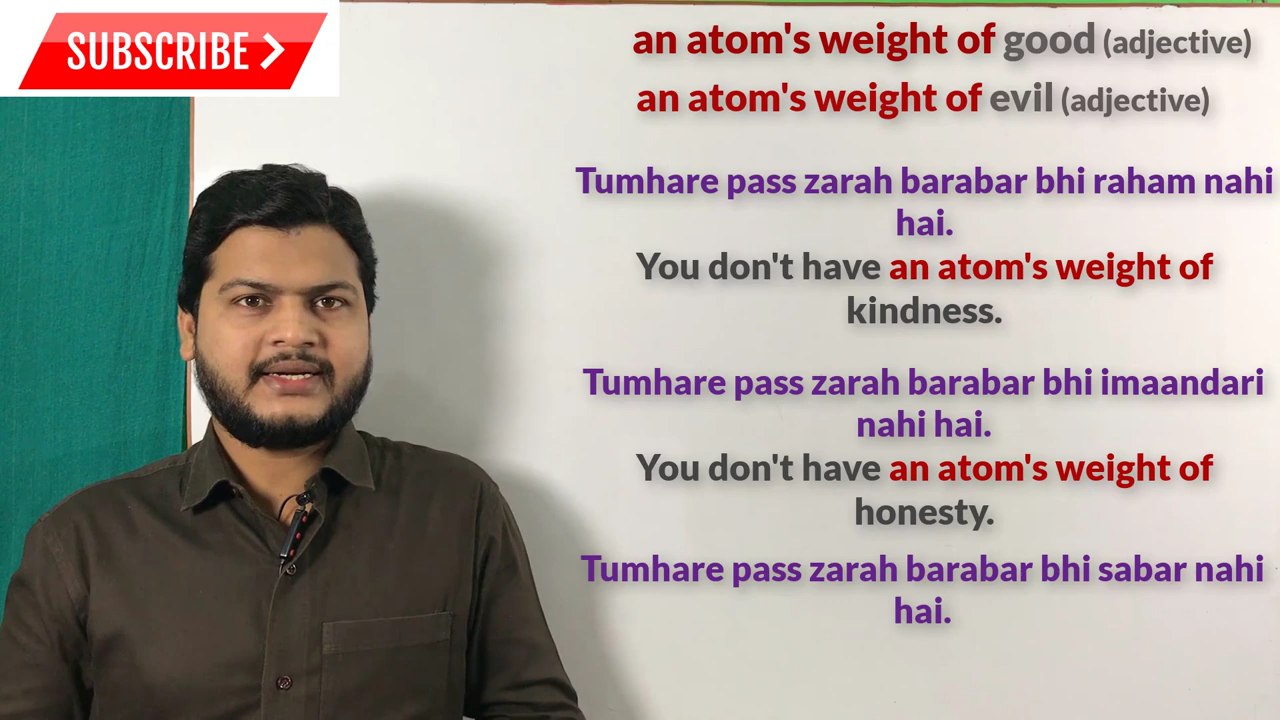 SUBSCRIBE
an atom's weight of good (adjective)
an atom's weight of evil (adjective)
Tumhare pass zarah barabar bhi raham nahi
hai.
You don't have an atom's weight of
kindness.
Tumhare pass zarah barabar bhi imaandari
nahi hai.
You don't have an atom's weight of
honesty.
Tumhare pass zarah barabar bhi sabar nahi
hai.